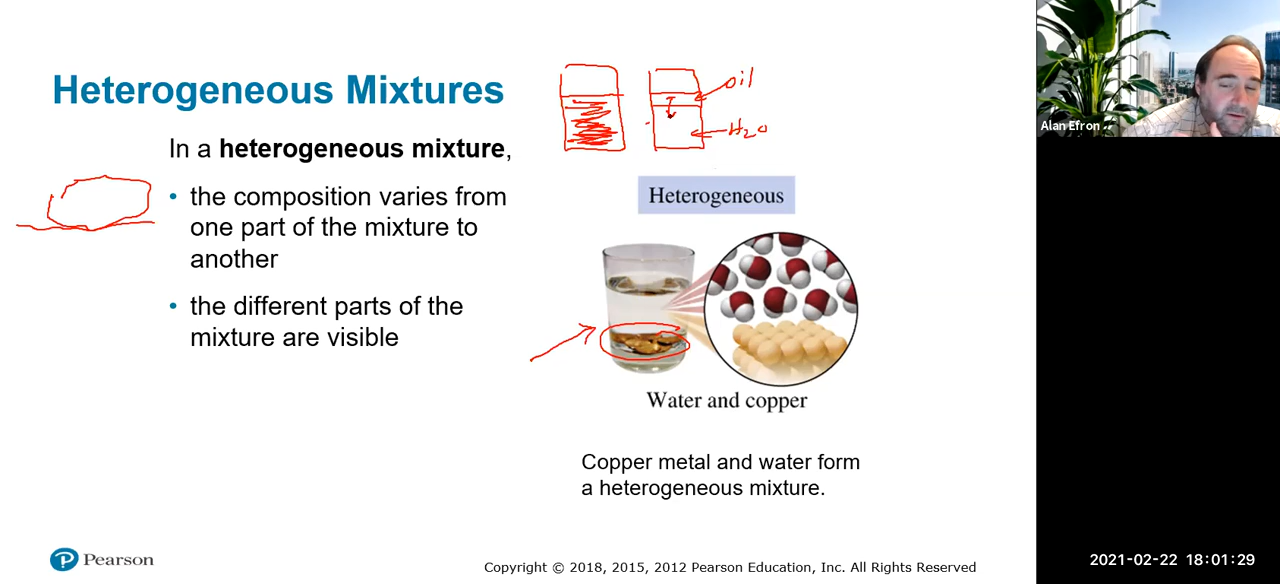 Heterogeneous Mixtures
In a heterogeneous mixture,
• the composition varies from
one part of the mixture to
another
• the different parts of the
mixture are visible
oil
H2O
Heterogeneous
Water and copper
Copper metal and water form
a heterogeneous mixture.
P Pearson
Copyright © 2018, 2015, 2012 Pearson Education, Inc. All Rights Reserved
Alan Efron
2021-02-22 18:01:29